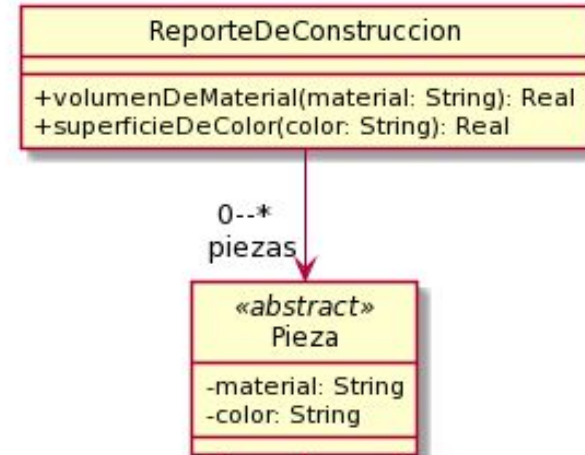 ReporteDeConstruccion
+volumenDeMaterial(material: String): Real
+superficieDeColor(color: String): Real
0--*
piezas
«abstract»
Pieza
-material: String
-color: String